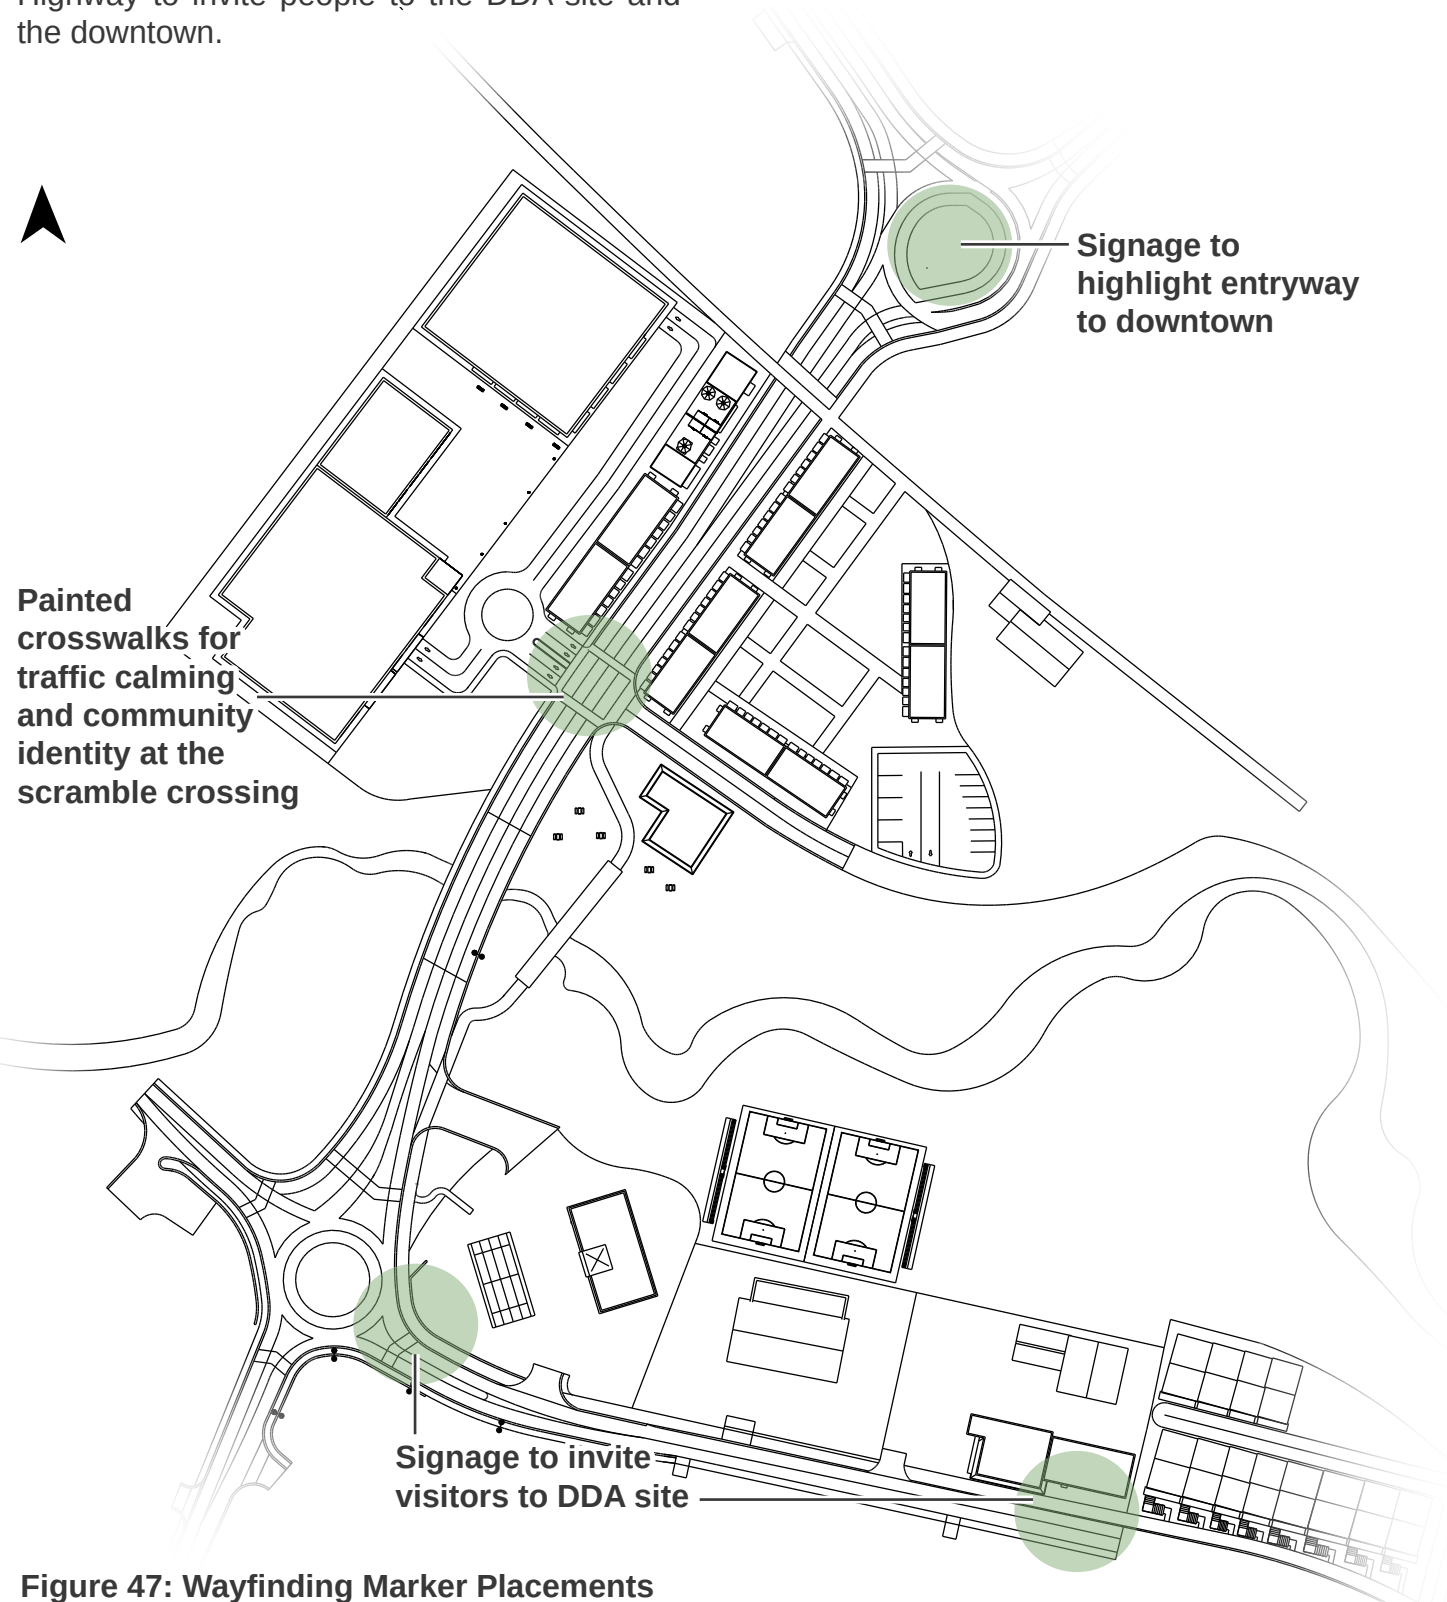 Highway to invite people to the DDA site and
the downtown.
Signage to
highlight entryway
to downtown
Painted
crosswalks for
traffic calming
and community
identity at the
scramble crossing
Signage to invite
visitors to DDA site
Figure 47: Wayfinding Marker Placements